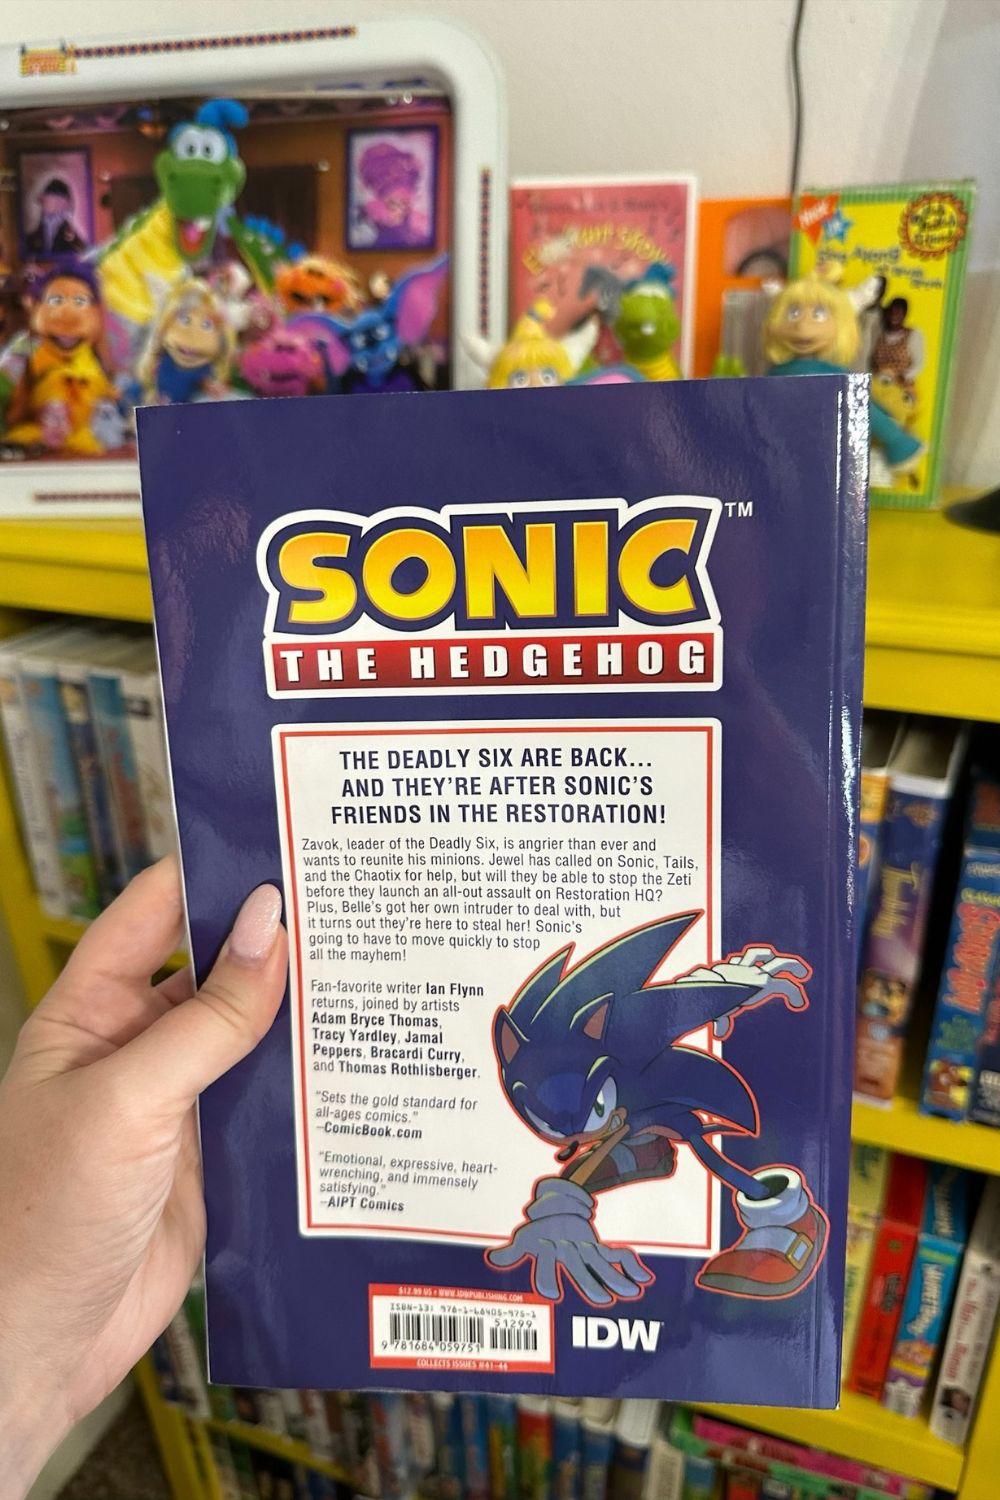 SONIC TM
THE HEDGEHOG
THE DEADLY SIX ARE BACK...
AND THEY'RE AFTER SONIC'S
FRIENDS IN THE RESTORATION!
Zavok, leader of the Deadly Six, is angrier than ever and
wants to reunite his minions. Jewel has called on Sonic, Tails,
and the Chaotix for help, but will they be able to stop the Zeti
before they launch an all-out assault on Restoration HQ?
Plus, Belle's got her own intruder to deal with, but
it turns out they're here to steal her! Sonic's
going to have to move quickly to stop
all the mayhem!
Fan-favorite writer Ian Flynn
returns, joined by artists
Adam Bryce Thomas,
Tracy Yardley, Jamal
Peppers, Bracardi Curry,
and Thomas Rothlisberger.
"Sets the gold standard for
all-ages comics."
–ComicBook.com
"Emotional, expressive, heart-
wrenching, and immensely
satisfying."
–AIPT Comics
$12.99 US • WWW.IDWPUBLISHING.COM
ISBN-13: 978-1-68405-975-1
51299
9 781684 059751
COLLECTS ISSUES #41-44
IDW